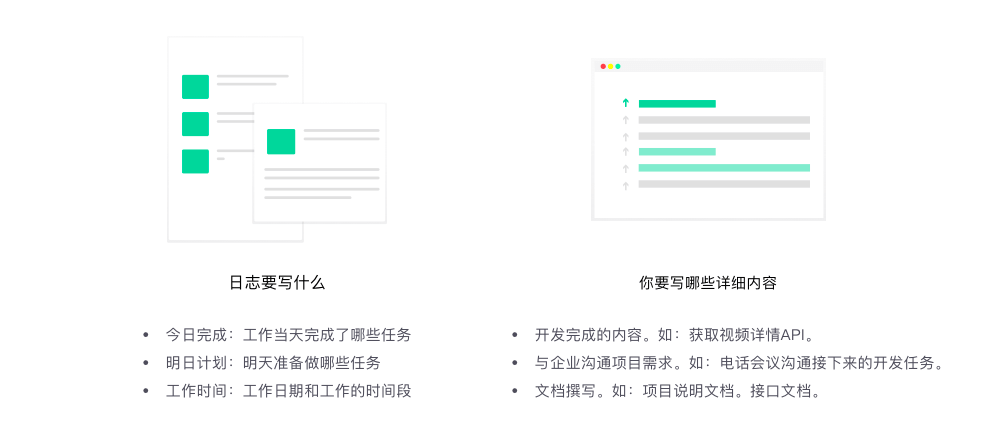 日志要写什么
今日完成：工作当天完成了哪些任务
明日计划：明天准备做哪些任务
工作时间：工作日期和工作的时间段
你要写哪些详细内容
开发完成的内容。如：获取视频详情API。
与企业沟通项目需求。如：电话会议沟通接下来的开发任务。
文档撰写。如：项目说明文档。接口文档。